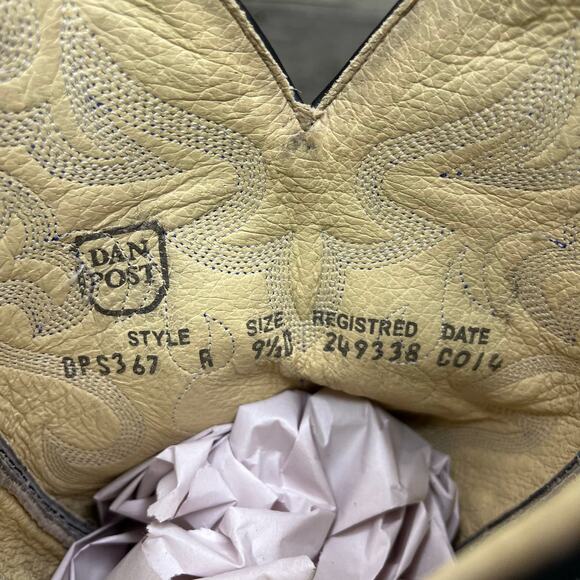 DAN
POST
STYLE SIZE REGISTRED DATE
DPS367 R 9½D 249338 C014